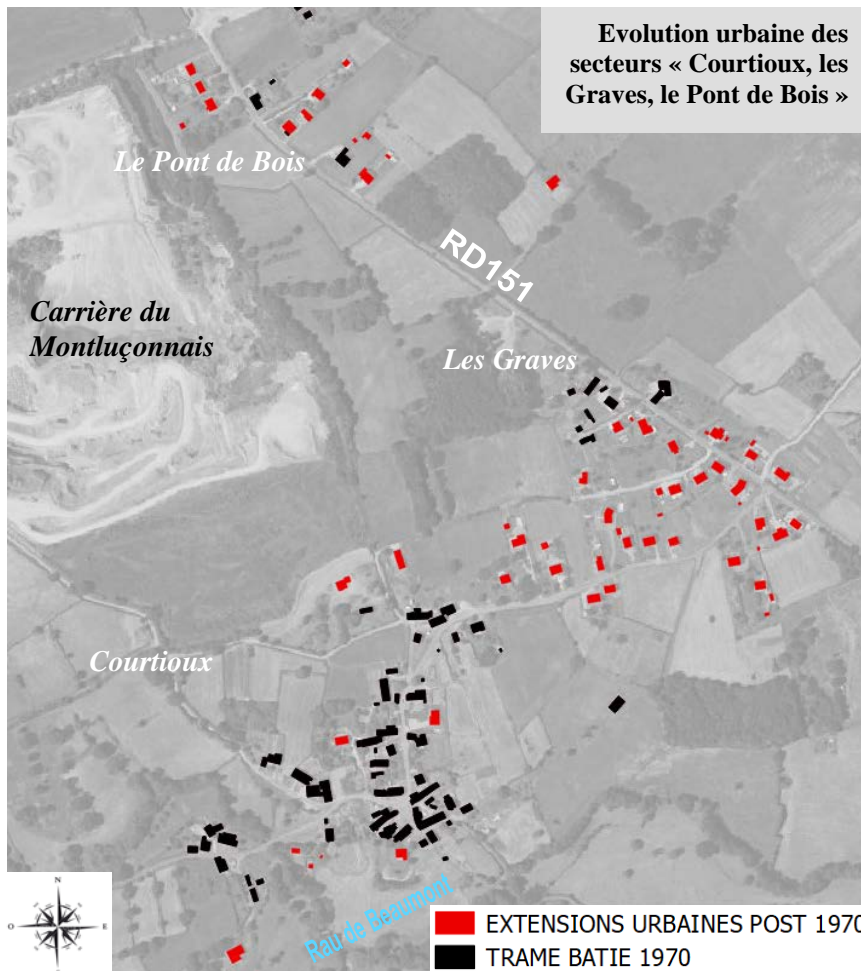 Evolution urbaine des
secteurs « Courtioux, les
Graves, le Pont de Bois »
Le Pont de Bois
RD151
Carrière du
Montluçonnais
Les Graves
Courtioux
Rau de Beaumont
N
O
E
EXTENSIONS URBAINES POST 1970
TRAME BATIE 1970